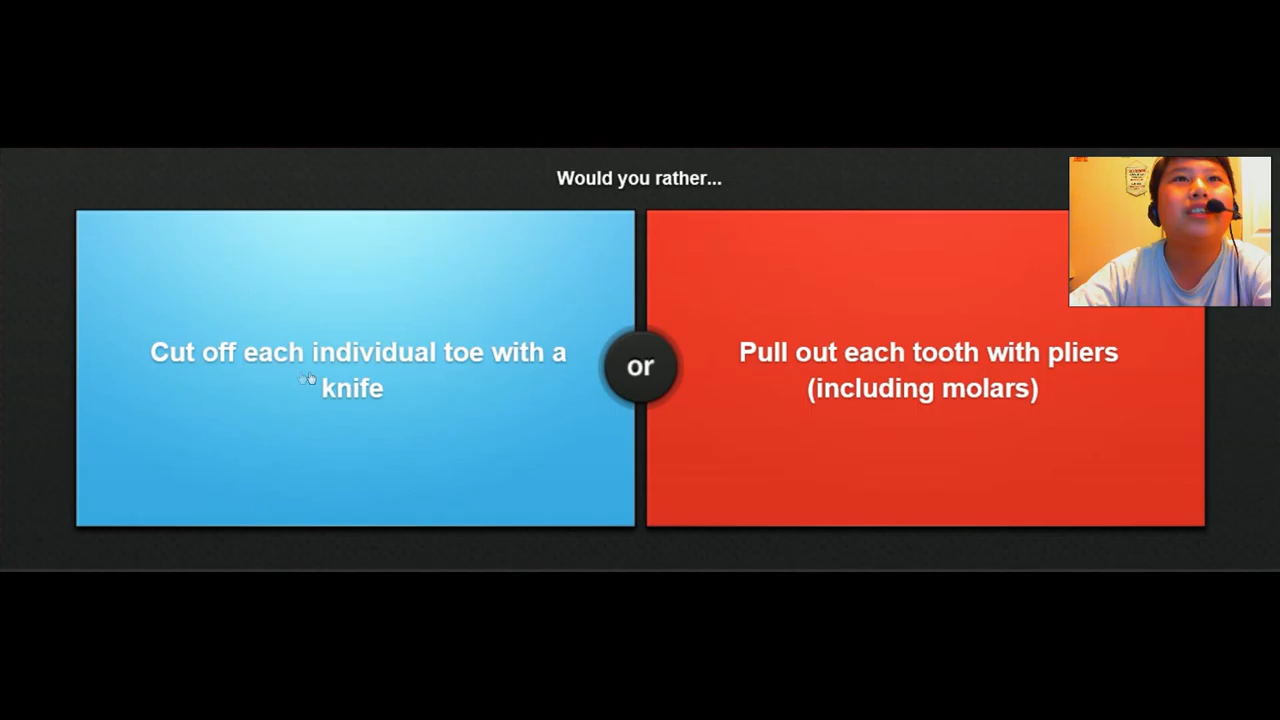 Would you rather...
Cut off each individual toe with a
knife
or
Pull out each tooth with pliers
(including molars)